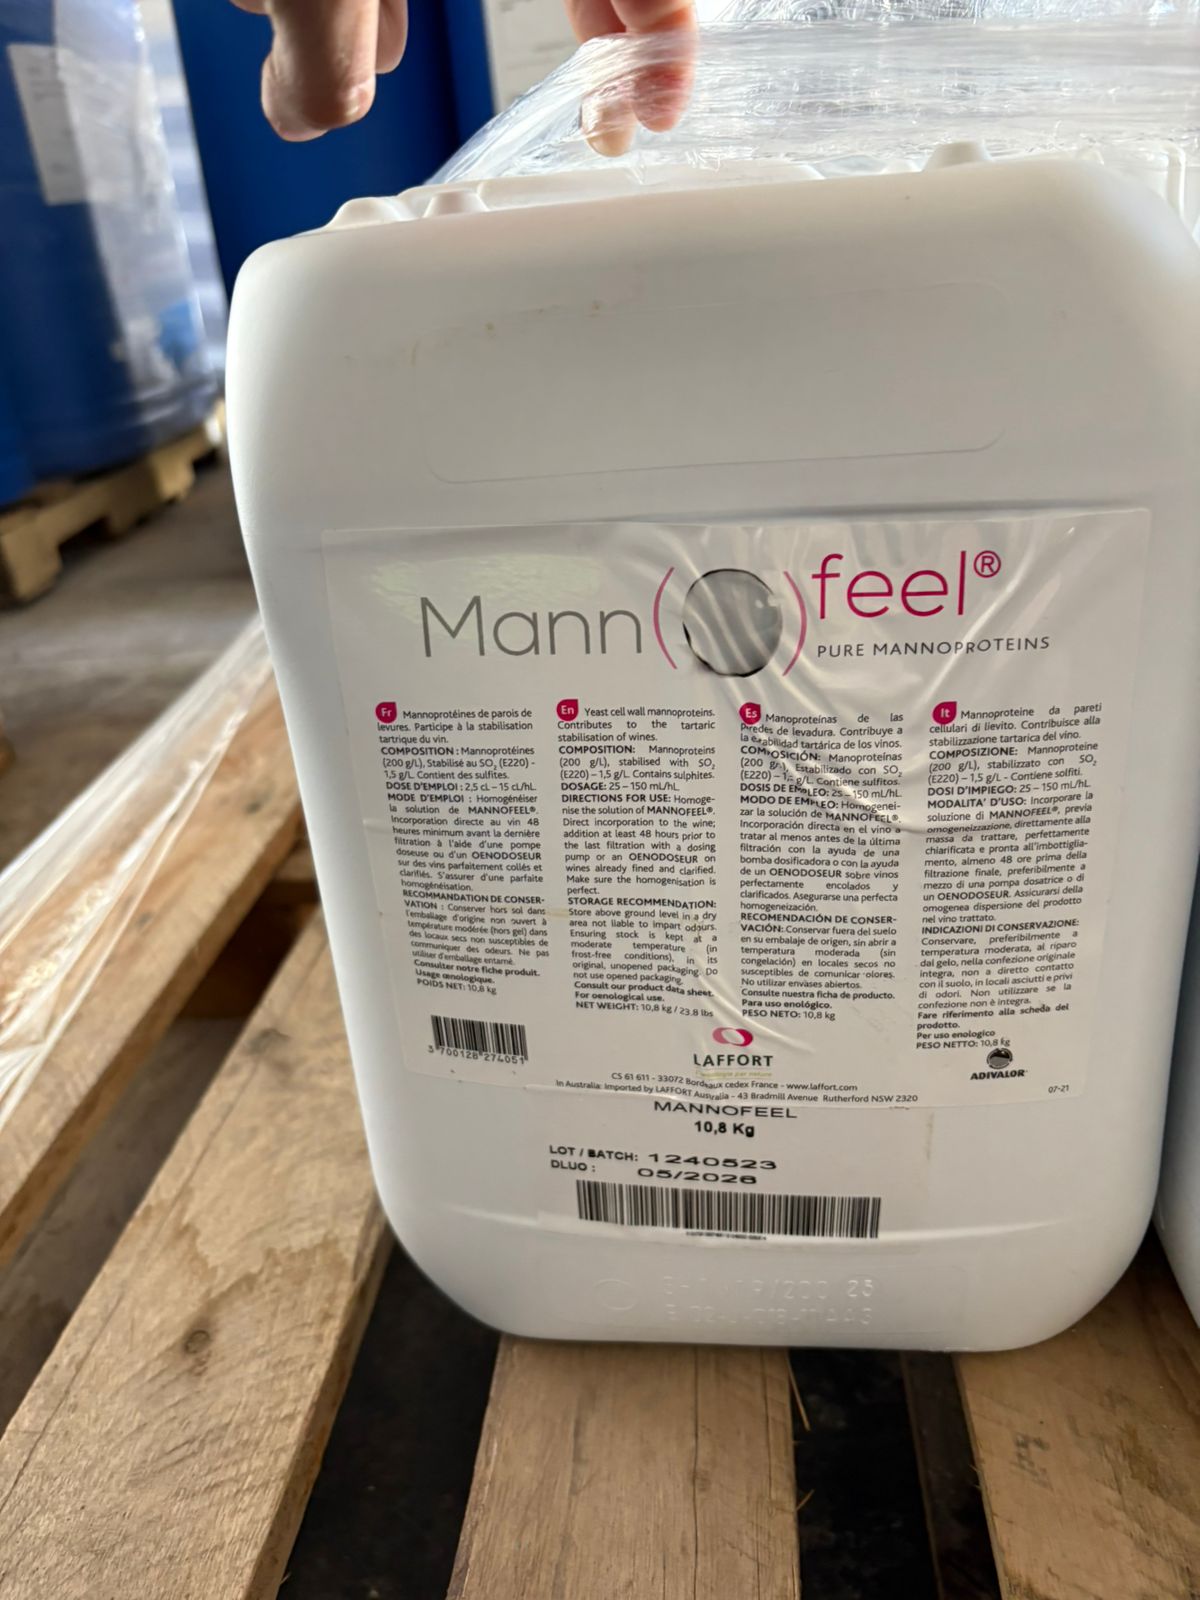 Mann( )feel®
PURE MANNOPROTEINS
Fr Mannoprotéines de parois de
levures. Participe à la stabilisation
tartrique du vin.
COMPOSITION : Mannoprotéines
(200 g/L), Stabilisé au SO₂ (E220) -
1,5 g/L. Contient des sulfites.
DOSE D'EMPLOI : 2,5 cL - 15 cL/hL.
MODE D'EMPLOI : Homogénéiser
la solution de MANNOFEEL®.
Incorporation directe au vin 48
heures minimum avant la dernière
filtration à l'aide d'une pompe
doseuse ou d'un OENODOSEUR
sur des vins parfaitement collés et
clarifiés. S'assurer d'une parfaite
homogénéisation.
RECOMMANDATION DE CONSER-
VATION : Conserver hors sol dans
l'emballage d'origine non ouvert à
température modérée (hors gel) dans
des locaux secs non susceptibles de
communiquer des odeurs. Ne pas
utiliser d'emballage entamé.
Consulter notre fiche produit.
Usage œnologique.
POIDS NET: 10,8 kg
En Yeast cell wall mannoproteins.
Contributes to the tartaric
stabilisation of wines.
COMPOSITION: Mannoproteins
(200 g/L), stabilised with SO₂
(E220) – 1,5 g/L. Contains sulphites.
DOSAGE: 25 – 150 mL/hL.
DIRECTIONS FOR USE: Homoge-
nise the solution of MANNOFEEL®.
Direct incorporation to the wine;
addition at least 48 hours prior to
the last filtration with a dosing
pump or an OENODOSEUR on
wines already fined and clarified.
Make sure the homogenisation is
perfect.
STORAGE RECOMMENDATION:
Store above ground level in a dry
area not liable to impart odours.
Ensuring stock is kept at a
moderate temperature (in
frost-free conditions), in its
original, unopened packaging. Do
not use opened packaging.
Consult our product data sheet.
For oenological use.
NET WEIGHT: 10,8 kg / 23.8 lbs
Es Manoproteínas de las
paredes de levadura. Contribuye a
la estabilidad tartárica de los vinos.
COMPOSICIÓN: Manoproteínas
(200 g/L). Estabilizado con SO₂
(E220) – 1,5 g/L. Contiene sulfitos.
DOSIS DE EMPLEO: 25 – 150 mL/hL.
MODO DE EMPLEO: Homogenei-
zar la solución de MANNOFEEL®.
Incorporación directa en el vino a
tratar al menos antes de la última
filtración con la ayuda de una
bomba dosificadora o con la ayuda
de un OENODOSEUR sobre vinos
perfectamente encolados y
clarificados. Asegurarse una perfecta
homogeneización.
RECOMENDACIÓN DE CONSER-
VACIÓN: Conservar fuera del suelo
en su embalaje de origen, sin abrir a
temperatura moderada (sin
congelación) en locales secos no
susceptibles de comunicar olores.
No utilizar envases abiertos.
Consulte nuestra ficha de producto.
Para uso enológico.
PESO NETO: 10,8 kg
It Mannoproteine da pareti
cellulari di lievito. Contribuisce alla
stabilizzazione tartarica del vino.
COMPOSIZIONE: Mannoproteine
(200 g/L), stabilizzato con SO₂
(E220) – 1,5 g/L - Contiene solfiti.
DOSI D'IMPIEGO: 25 – 150 mL/hL.
MODALITA' D'USO: Incorporare la
soluzione di MANNOFEEL®, previa
omogeneizzazione, direttamente alla
massa da trattare, perfettamente
chiarificata e pronta all'imbottiglia-
mento, almeno 48 ore prima della
filtrazione finale, preferibilmente a
mezzo di una pompa dosatrice o di
un OENODOSEUR. Assicurarsi della
omogenea dispersione del prodotto
nel vino trattato.
INDICAZIONI DI CONSERVAZIONE:
Conservare, preferibilmente a
temperatura moderata, al riparo
dal gelo, nella confezione originale
integra, non a diretto contatto
con il suolo, in locali asciutti e privi
di odori. Non utilizzare se la
confezione non è integra.
Fare riferimento alla scheda del
prodotto.
Per uso enologico
PESO NETTO: 10,8 kg
3 700128 274051
LAFFORT
ADIVALOR
CS 61 611 - 33072 Bordeaux cedex France - www.laffort.com
In Australia: Imported by LAFFORT Australia - 43 Bradmill Avenue Rutherford NSW 2320
07-21
MANNOFEEL
10,8 Kg
LOT / BATCH: 1240523
DLUO : 05/2026